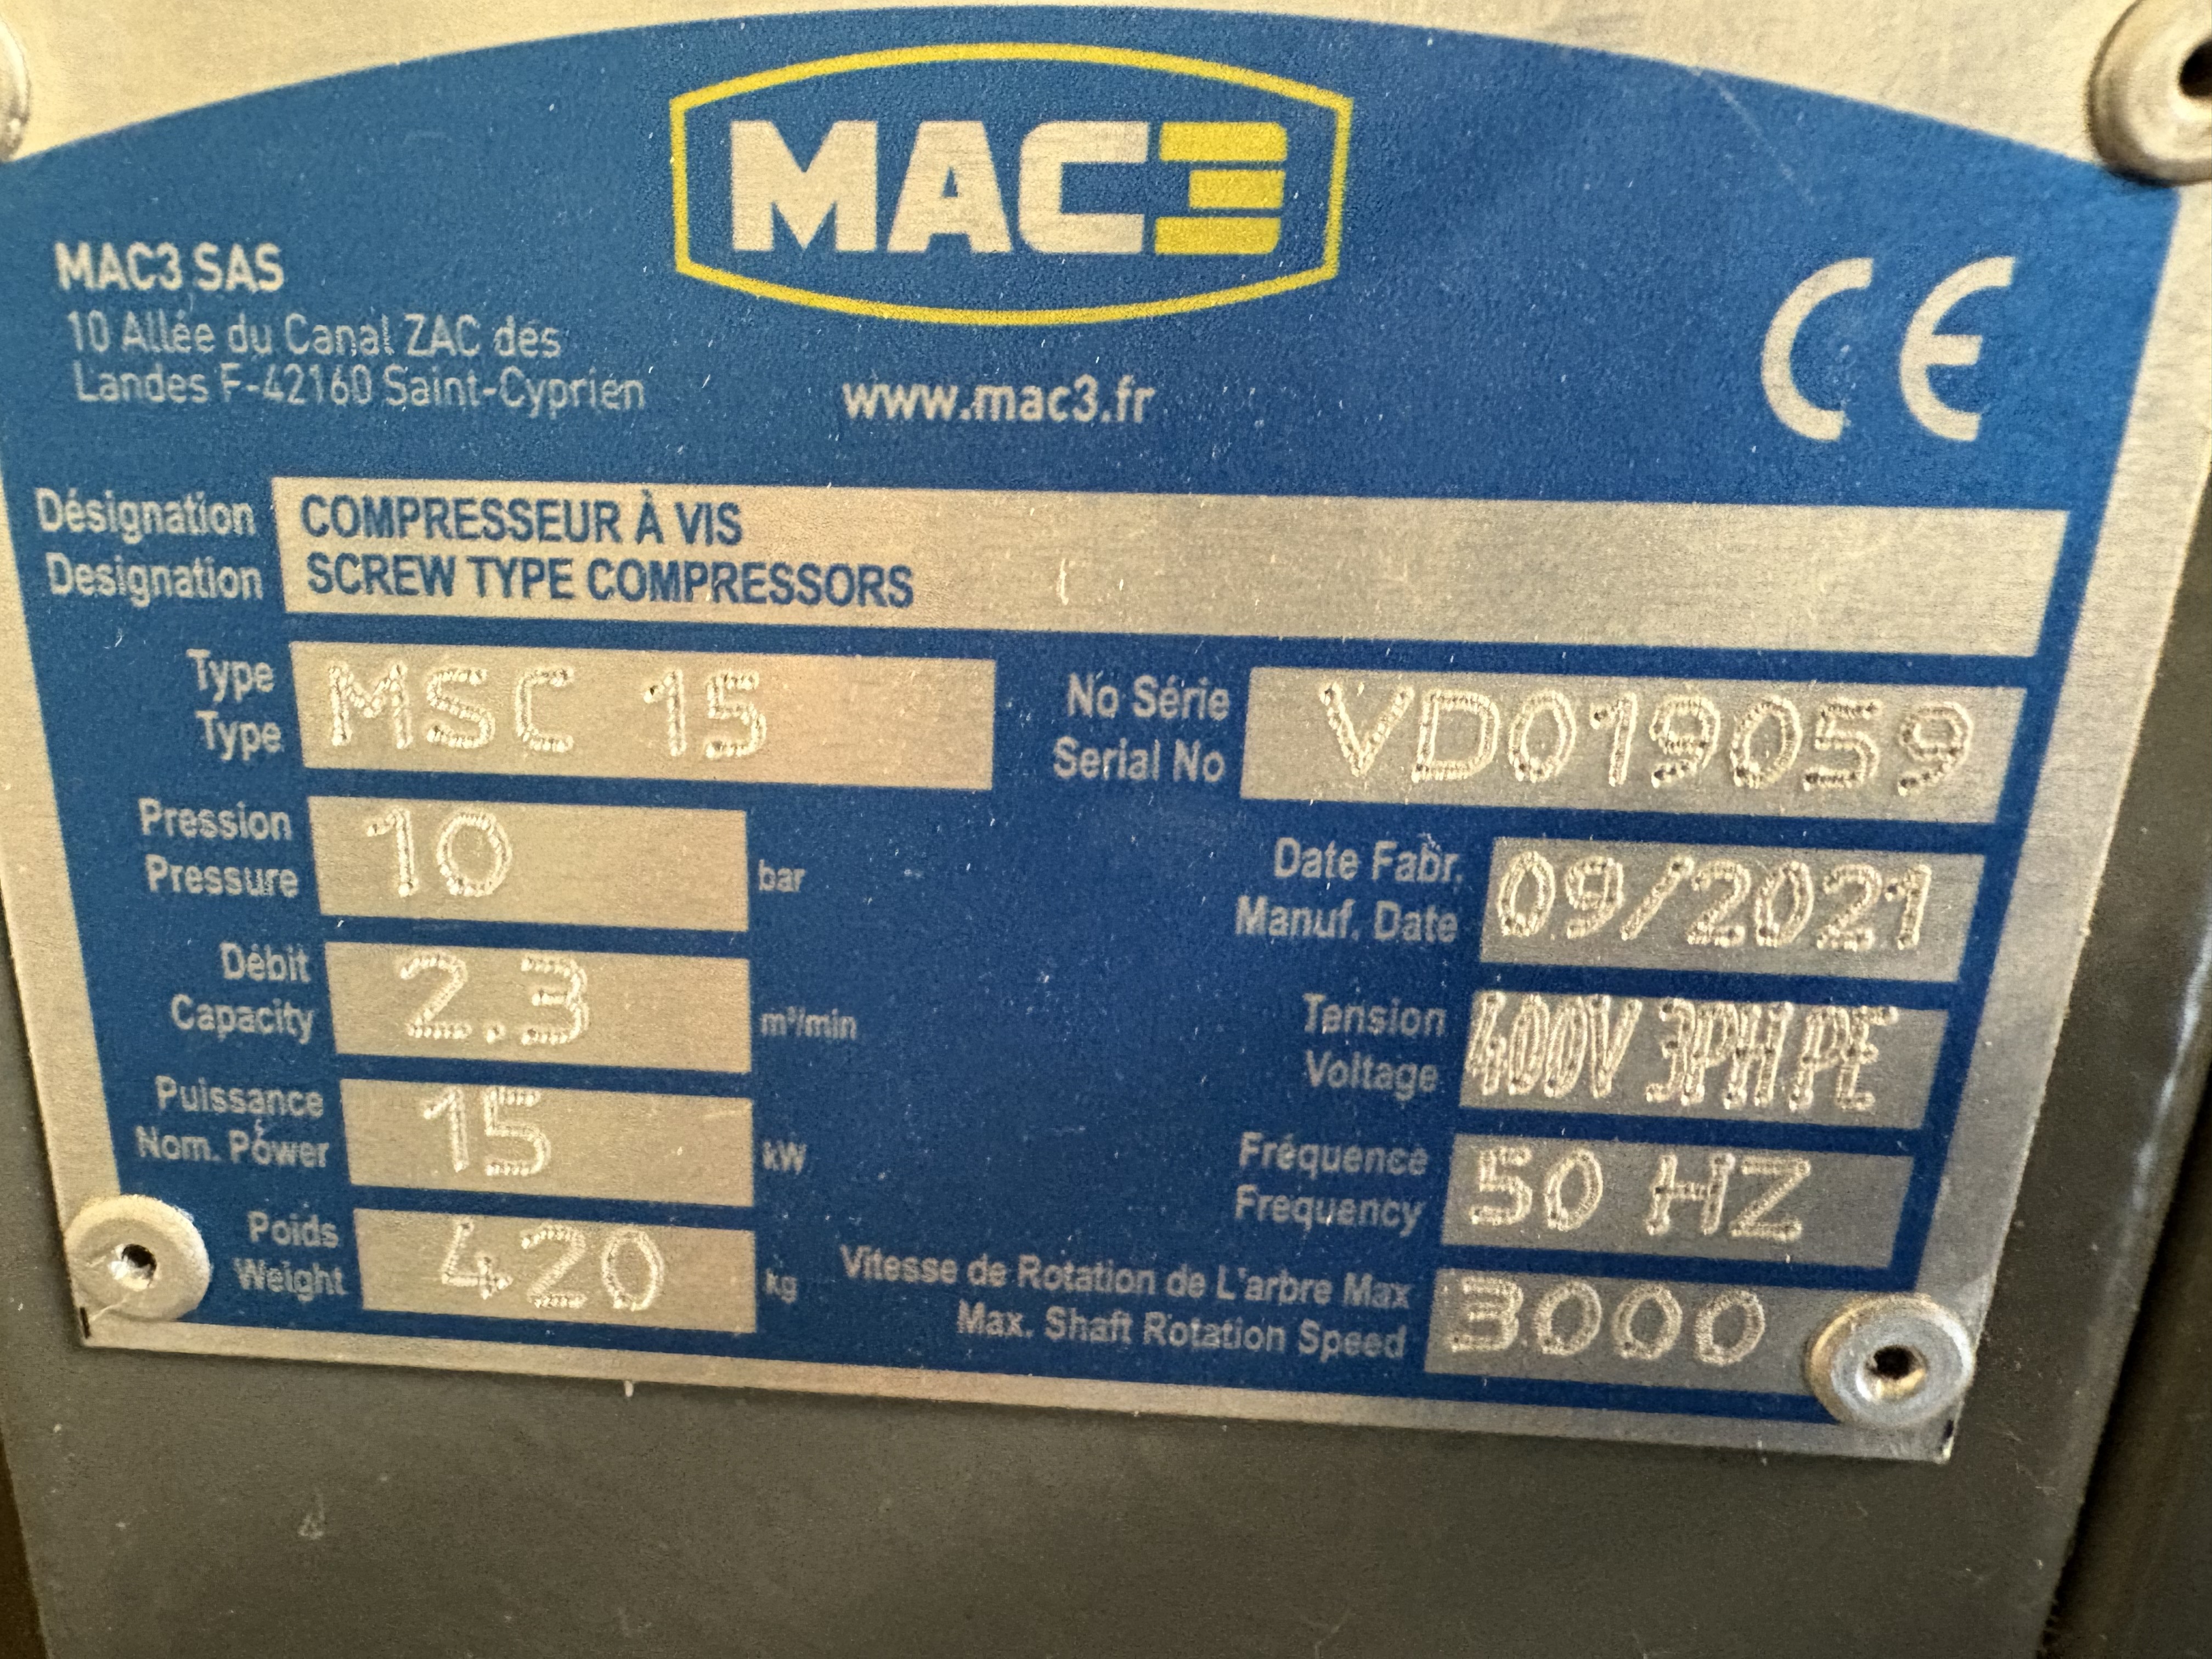 MAC3
MAC3 SAS
10 Allée du Canal ZAC des
Landes F-42160 Saint-Cyprien
www.mac3.fr
CE
Désignation COMPRESSEUR À VIS
Designation SCREW TYPE COMPRESSORS
Type
Type
MSC 15
No Série
Serial No
VD019059
Pression
Pressure
10
bar
Date Fabr.
Manuf. Date
09/2021
Débit
Capacity
2.3
m³/min
Tension
Voltage
400V 3PH PE
Puissance
Nom. Power
15
kW
Fréquence
Frequency
50 HZ
Poids
Weight
420
kg
Vitesse de Rotation de L'arbre Max
Max. Shaft Rotation Speed
3000